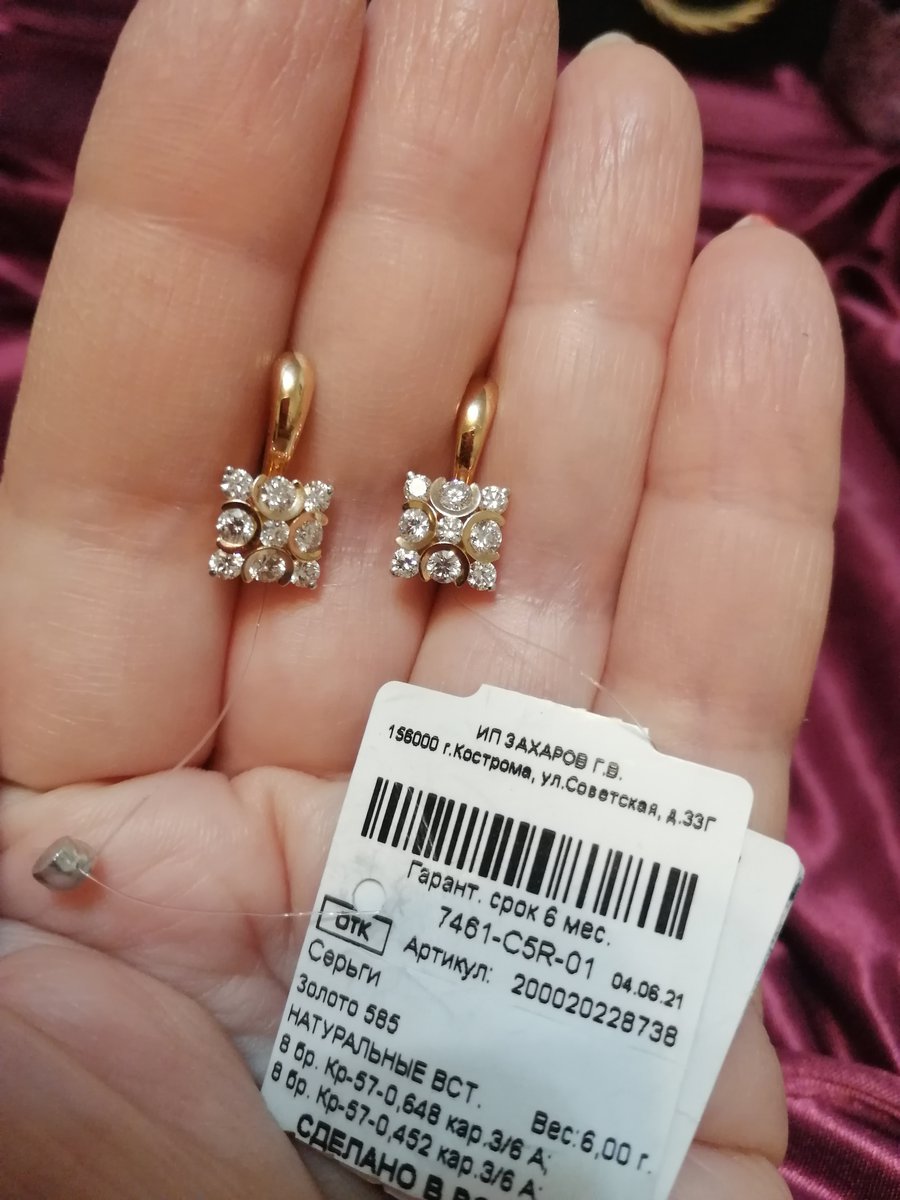 ИП ЗАХАРОВ Г.В.
156000 г.Кострома, ул.Советская, д.33Г
Гарант. срок 6 мес.
7461-C5R-01 04.06.21
Артикул: 200020228738
ОТК
Серьги
Золото 585
НАТУРАЛЬНЫЕ ВСТ.
8 бр. Кр-57-0,648 кар.3/6 А; Вес:6,00 г.
8 бр. Кр-57-0,452 кар.3/6 А;
СДЕЛАНО В